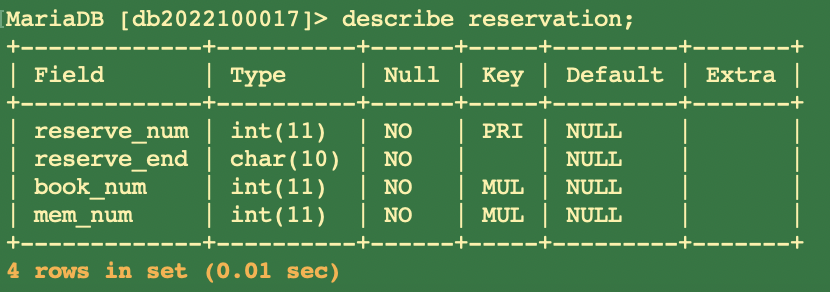 MariaDB [db2022100017]> describe reservation;
+-------------+----------+------+-----+---------+-------+
| Field       | Type     | Null | Key | Default | Extra |
+-------------+----------+------+-----+---------+-------+
| reserve_num | int(11)  | NO   | PRI | NULL    |       |
| reserve_end | char(10) | NO   |     | NULL    |       |
| book_num    | int(11)  | NO   | MUL | NULL    |       |
| mem_num     | int(11)  | NO   | MUL | NULL    |       |
+-------------+----------+------+-----+---------+-------+
4 rows in set (0.01 sec)